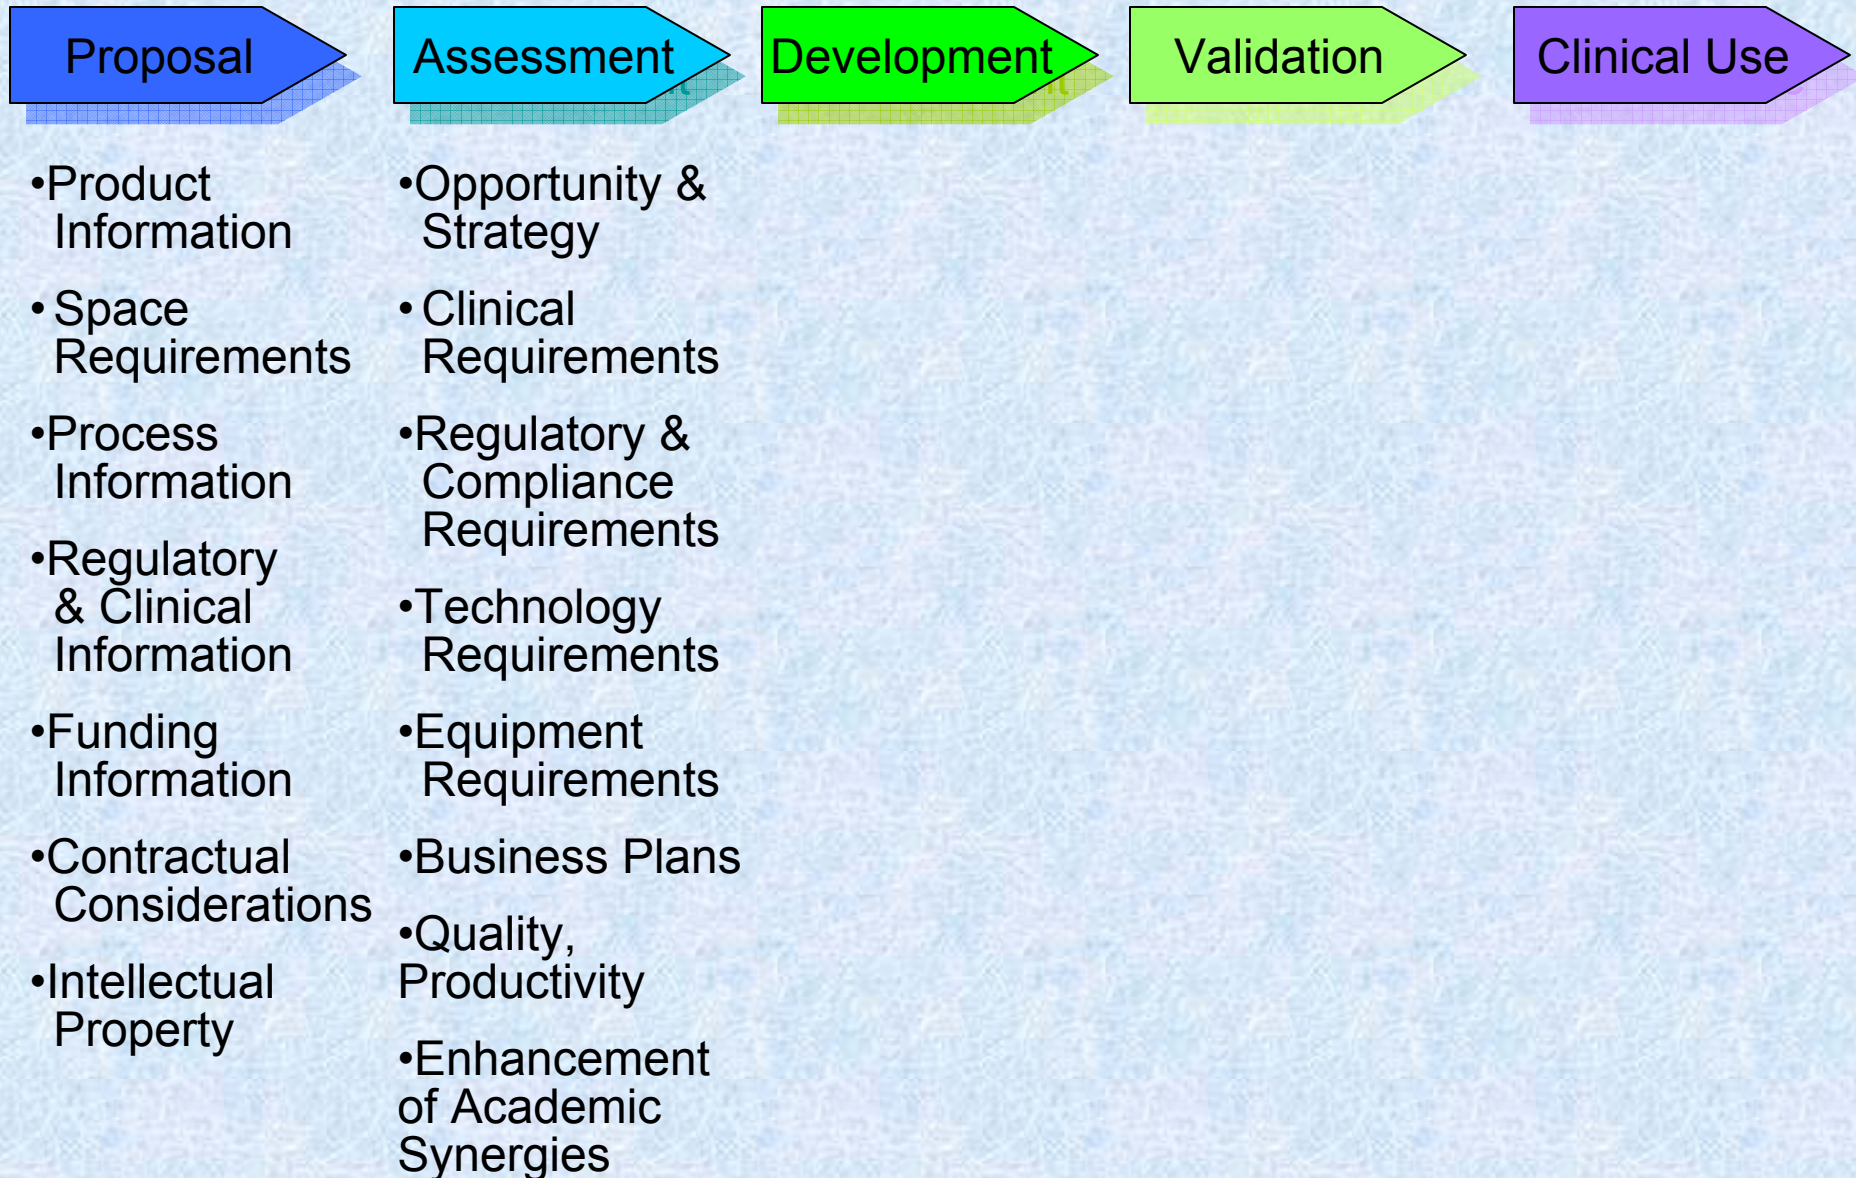 Proposal
Assessment
Development
Validation
Clinical Use
•Product
Information
• Space
Requirements
•Process
Information
•Regulatory
& Clinical
Information
•Funding
Information
•Contractual
Considerations
•Intellectual
Property
•Opportunity &
Strategy
• Clinical
Requirements
•Regulatory &
Compliance
Requirements
•Technology
Requirements
•Equipment
Requirements
•Business Plans
•Quality,
Productivity
•Enhancement
of Academic
Synergies